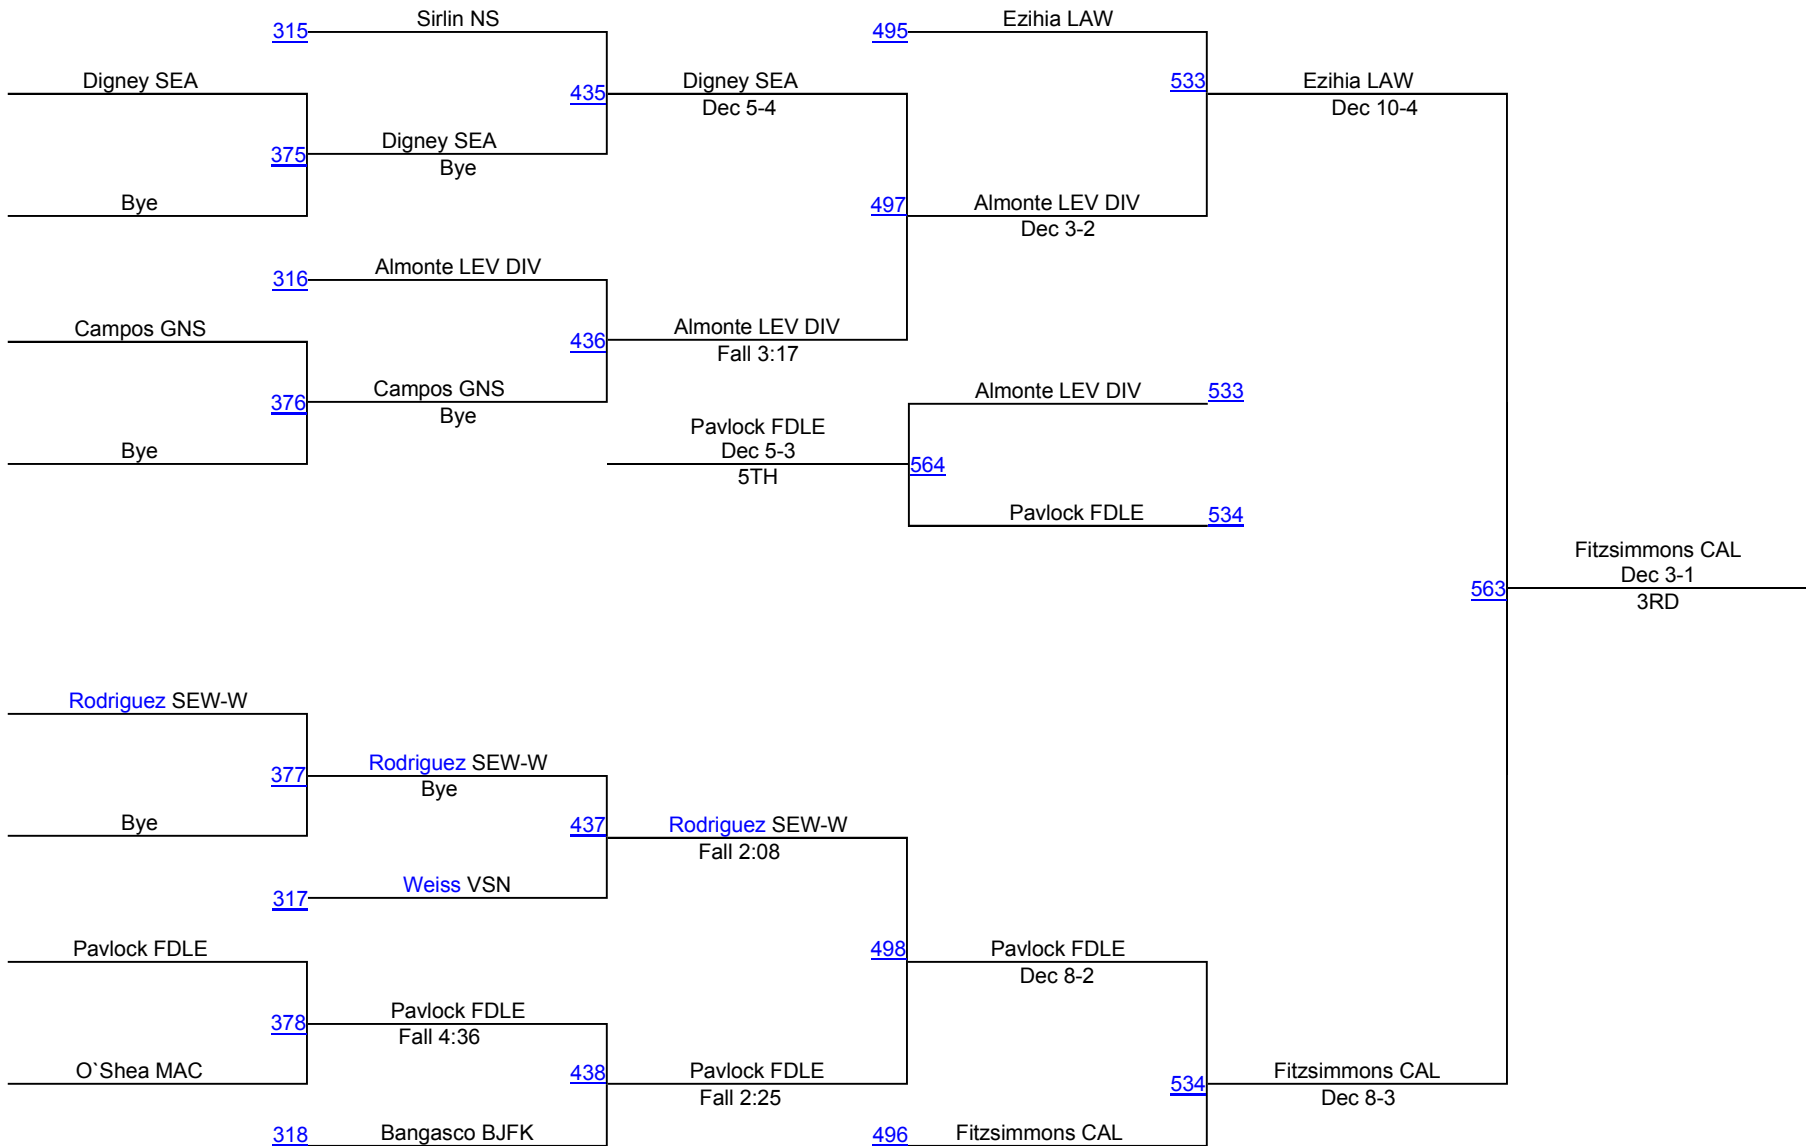 Sirlin NS
Ezihia LAW
315
495
Digney SEA
Digney SEA
Ezihia LAW
435
533
Dec 5-4
Dec 10-4
Digney SEA
375
Bye
Bye
Almonte LEV DIV
497
Dec 3-2
Almonte LEV DIV
316
Campos GNS
Almonte LEV DIV
436
Fall 3:17
Campos GNS
Almonte LEV DIV
533
376
Bye
Pavlock FDLE
Bye
Dec 5-3
564
5TH
Pavlock FDLE
534
Fitzsimmons CAL
Dec 3-1
563
3RD
Rodriguez SEW-W
Rodriguez SEW-W
377
Bye
Bye
437
Rodriguez SEW-W
Fall 2:08
Weiss VSN
317
Pavlock FDLE
498
Pavlock FDLE
Dec 8-2
Pavlock FDLE
378
Fall 4:36
O`Shea MAC
438
Pavlock FDLE
534
Fitzsimmons CAL
Fall 2:25
Dec 8-3
318
Bangasco BJFK
496
Fitzsimmons CAL